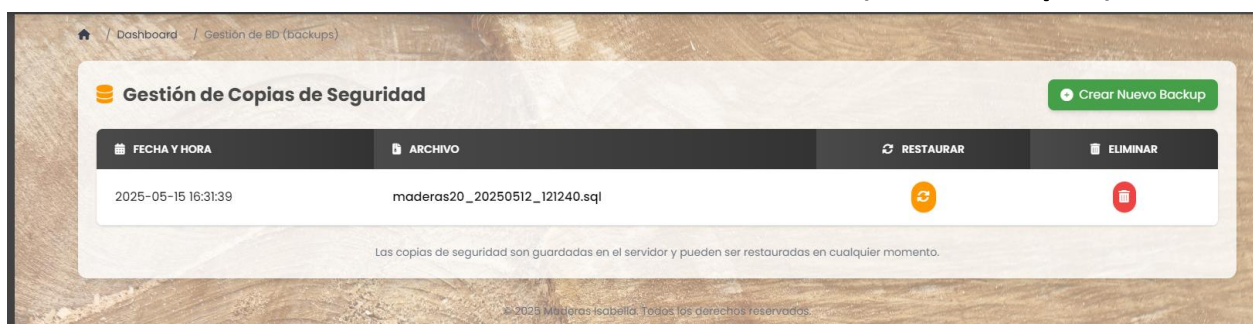 / Dashboard / Gestión de BD (backups)
Gestión de Copias de Seguridad
Crear Nuevo Backup
FECHA Y HORA ARCHIVO RESTAURAR ELIMINAR
2025-05-15 16:31:39 maderas20_20250512_121240.sql
Las copias de seguridad son guardadas en el servidor y pueden ser restauradas en cualquier momento.
© 2025 Maderas Isabella. Todos los derechos reservados.